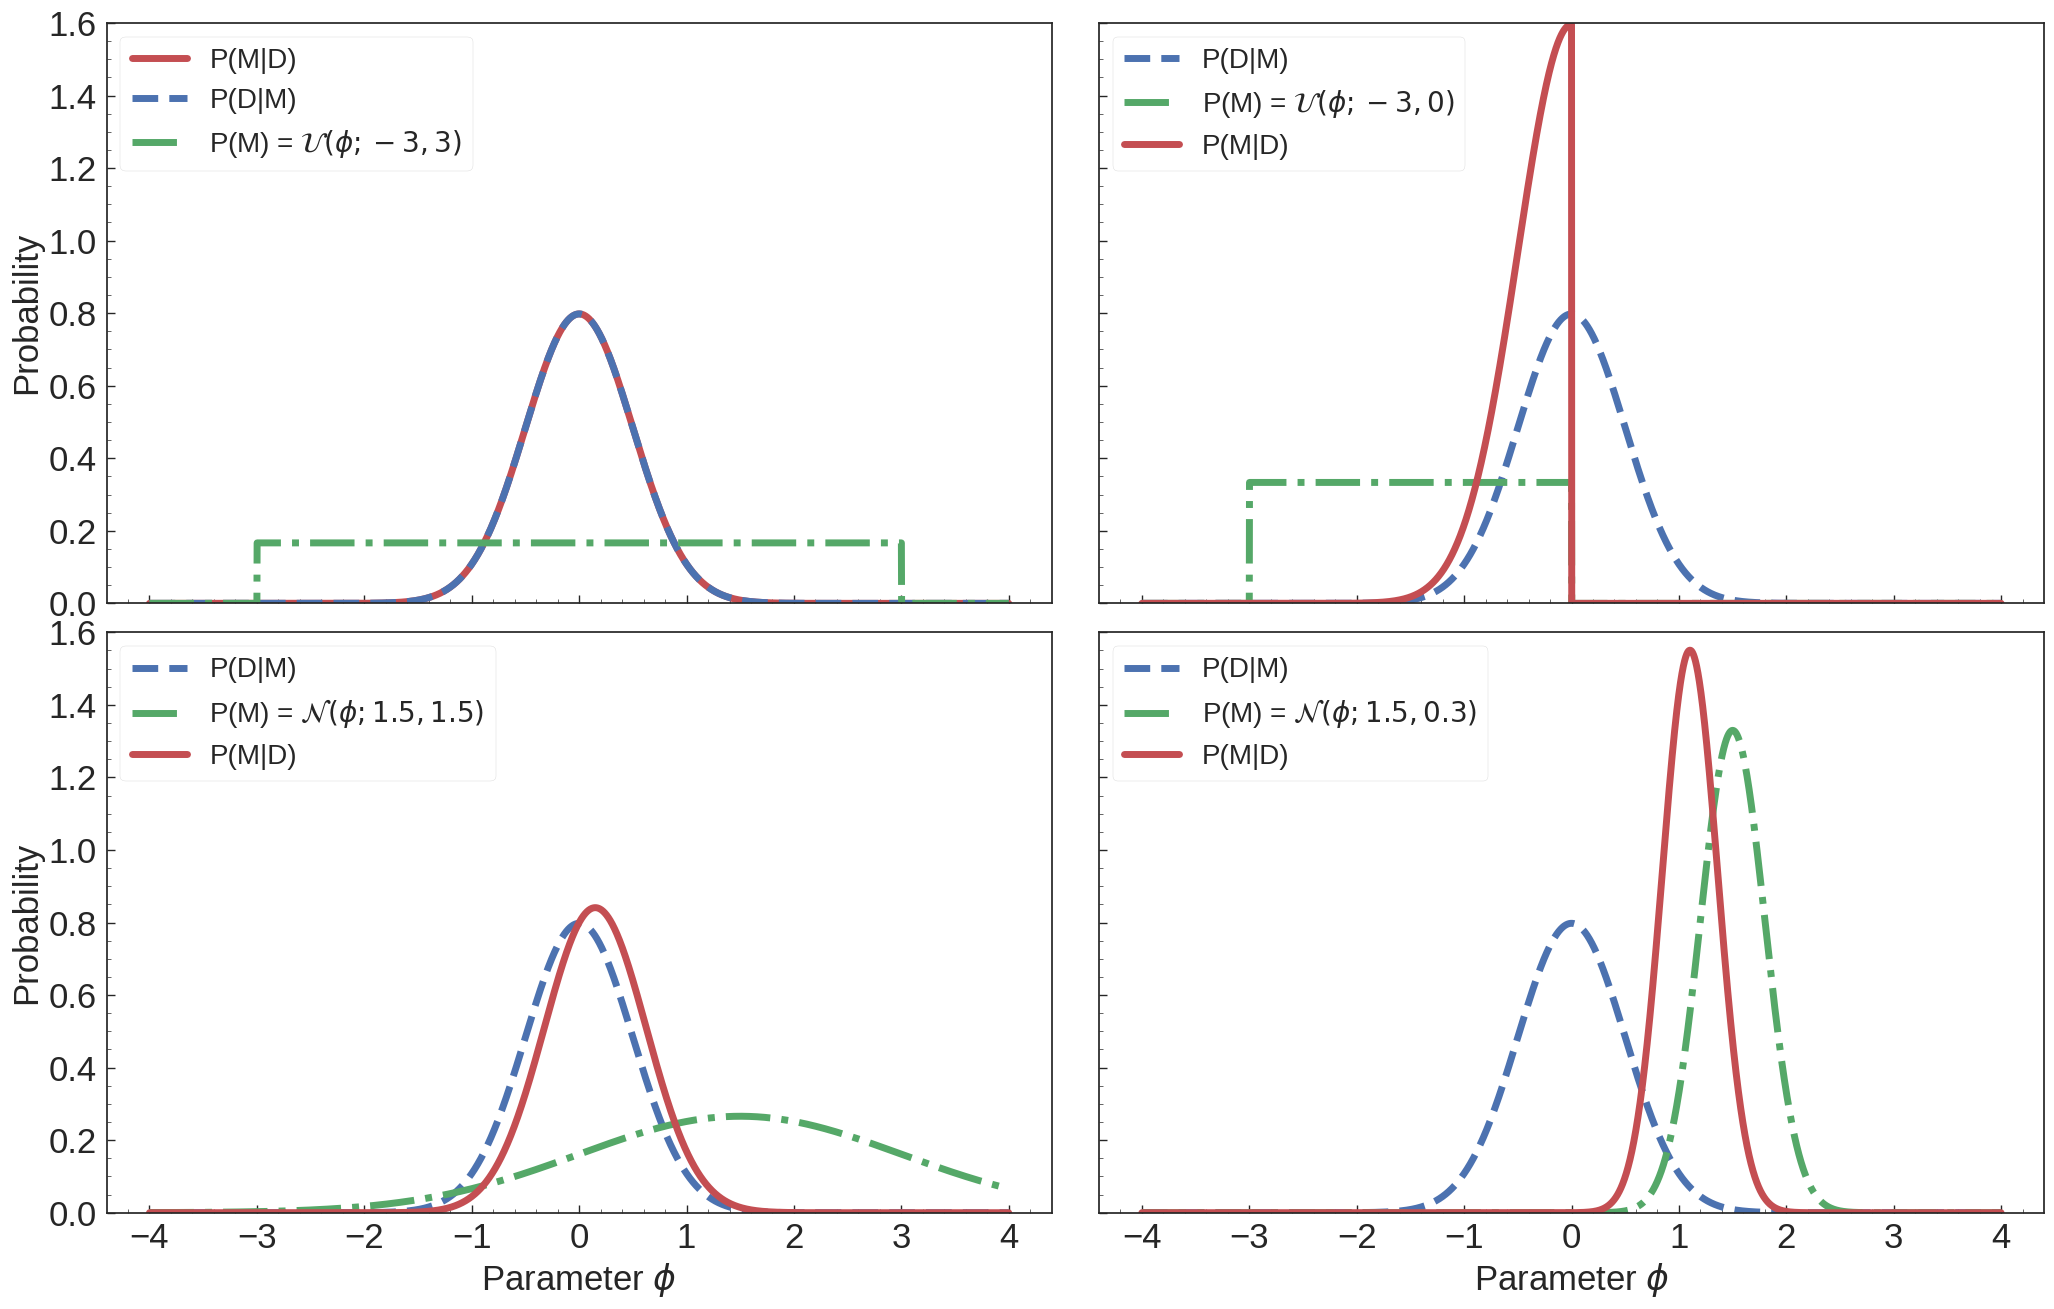 1.6
1.4
1.2
1.0
0.8
0.6
0.4
0.2
0.0
Probability
P(M|D)
P(D|M)
P(M) = 𝒰(ϕ; −3, 3)
P(D|M)
P(M) = 𝒰(ϕ; −3, 0)
P(M|D)
1.6
1.4
1.2
1.0
0.8
0.6
0.4
0.2
0.0
Probability
P(D|M)
P(M) = 𝒩(ϕ; 1.5, 1.5)
P(M|D)
−4 −3 −2 −1 0 1 2 3 4
Parameter ϕ
P(D|M)
P(M) = 𝒩(ϕ; 1.5, 0.3)
P(M|D)
−4 −3 −2 −1 0 1 2 3 4
Parameter ϕ